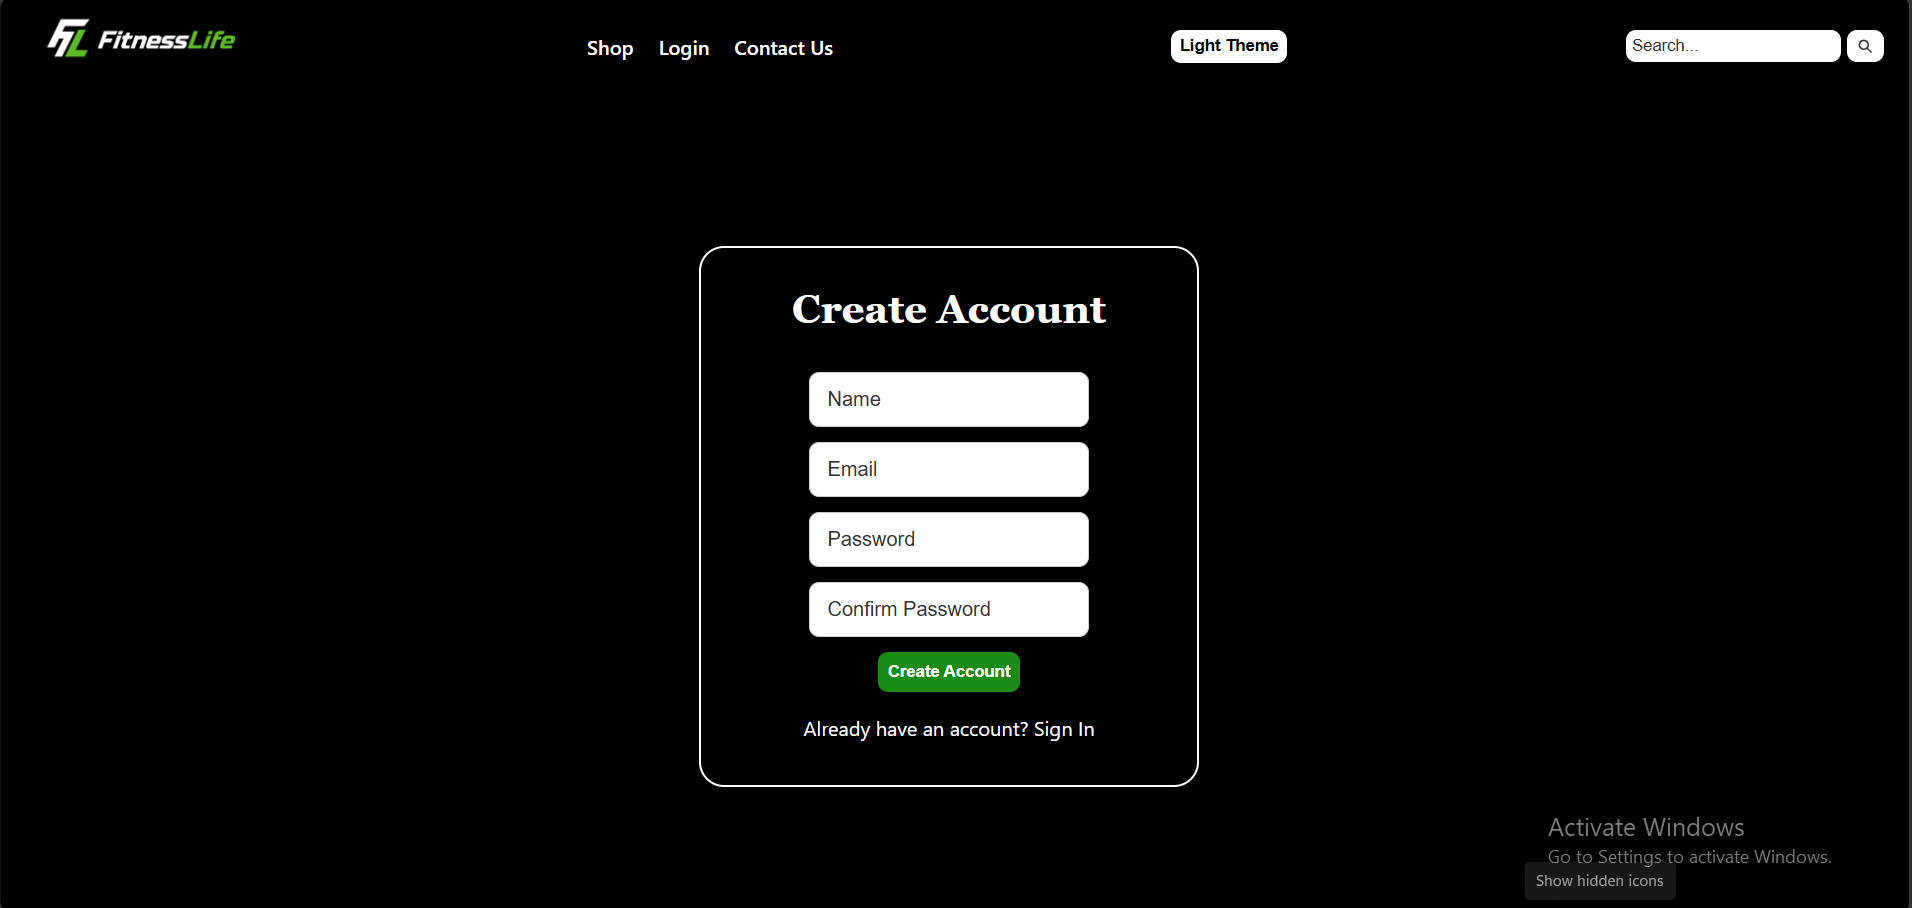 FitnessLife
Shop Login Contact Us
Light Theme
Search...
Create Account
Name
Email
Password
Confirm Password
Create Account
Already have an account? Sign In
Activate Windows
Go to Settings to activate Windows.
Show hidden icons